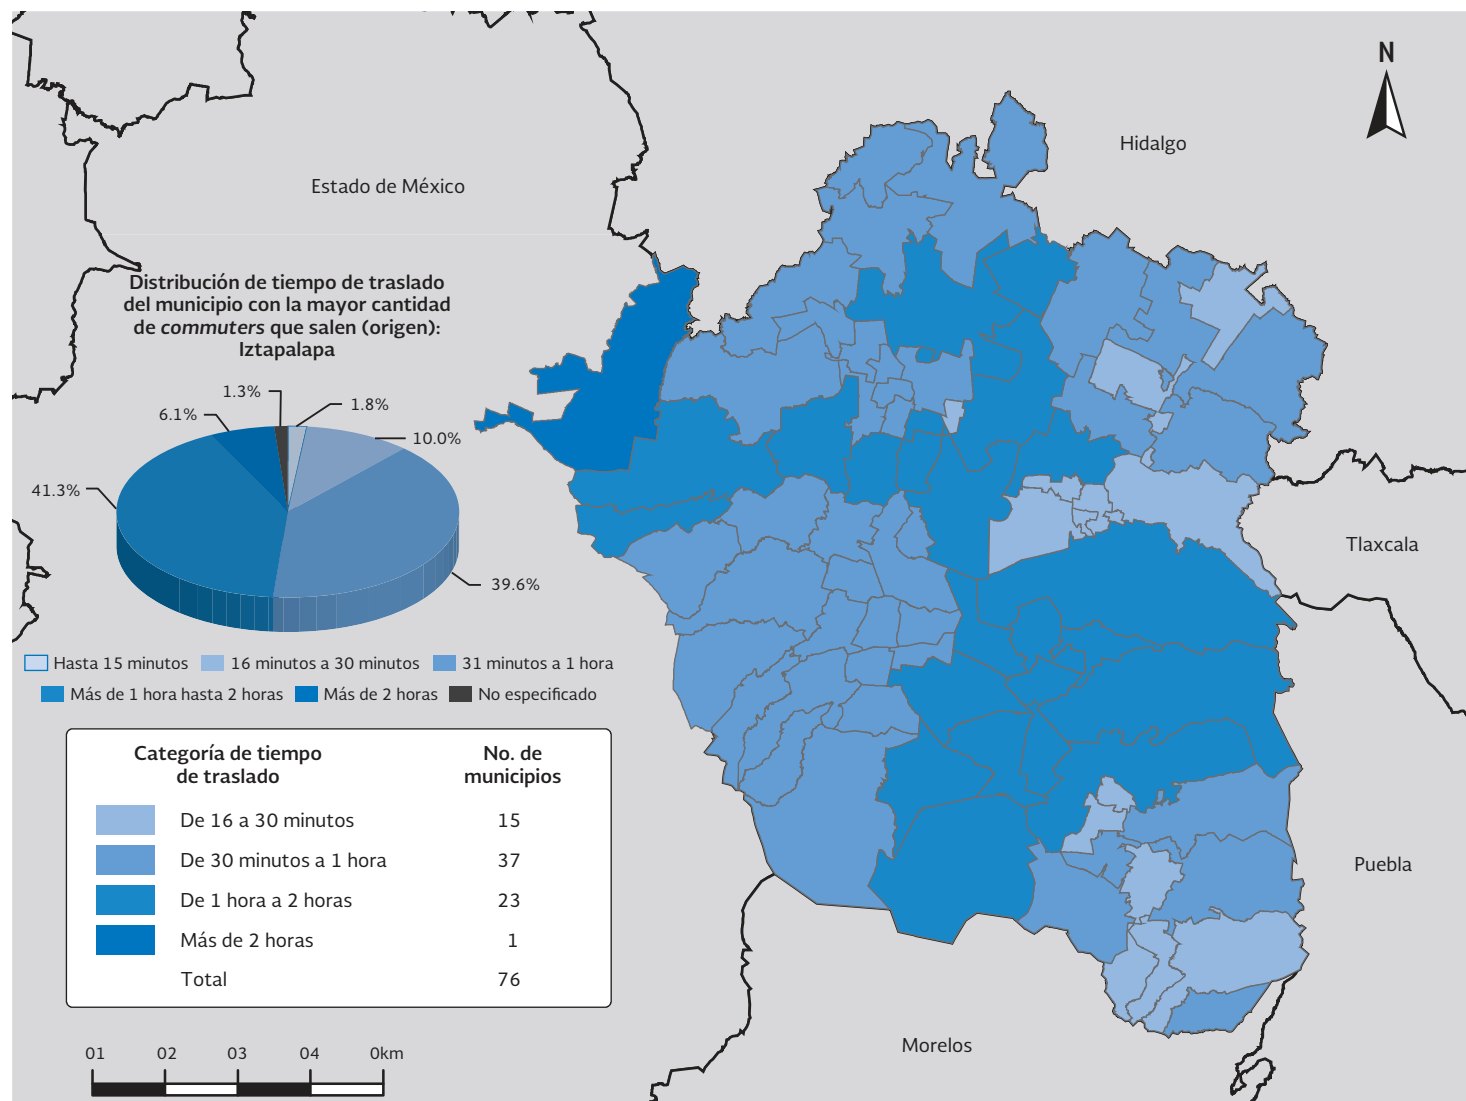 N
Hidalgo
Estado de México
Distribución de tiempo de traslado
del municipio con la mayor cantidad
de commuters que salen (origen):
Iztapalapa
1.3%
1.8%
6.1%
10.0%
41.3%
39.6%
Tlaxcala
Hasta 15 minutos 16 minutos a 30 minutos 31 minutos a 1 hora
Más de 1 hora hasta 2 horas Más de 2 horas No especificado
Categoría de tiempo
de traslado
No. de
municipios
De 16 a 30 minutos 15
De 30 minutos a 1 hora 37
De 1 hora a 2 horas 23
Más de 2 horas 1
Total 76
Puebla
Morelos
01 02 03 04 0km